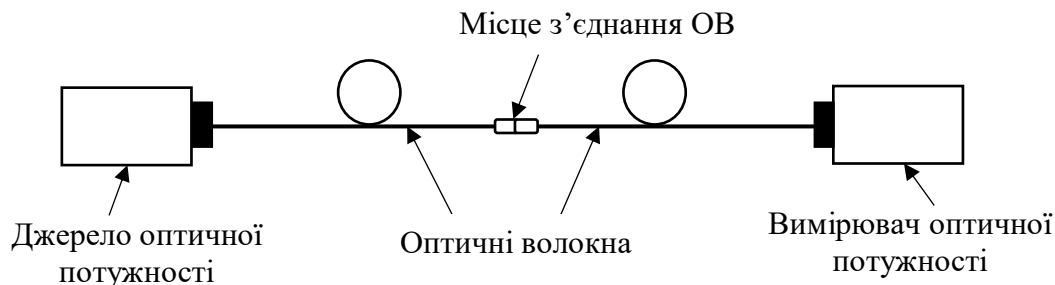 Місце з’єднання ОВ
Джерело оптичної
потужності
Оптичні волокна
Вимірювач оптичної
потужності